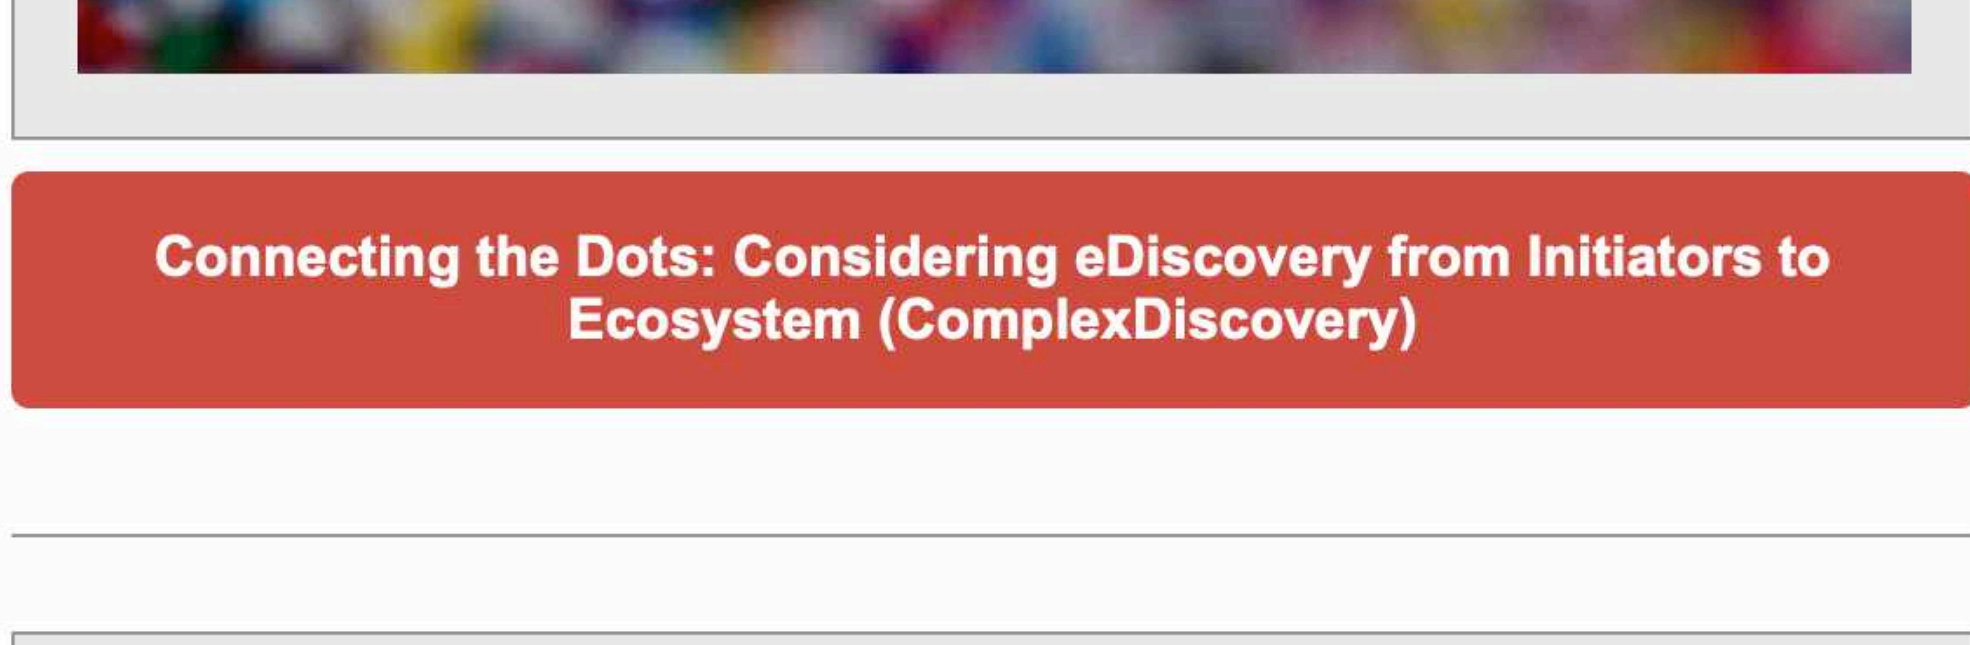 Connecting the Dots: Considering eDiscovery from Initiators to
Ecosystem (ComplexDiscovery)